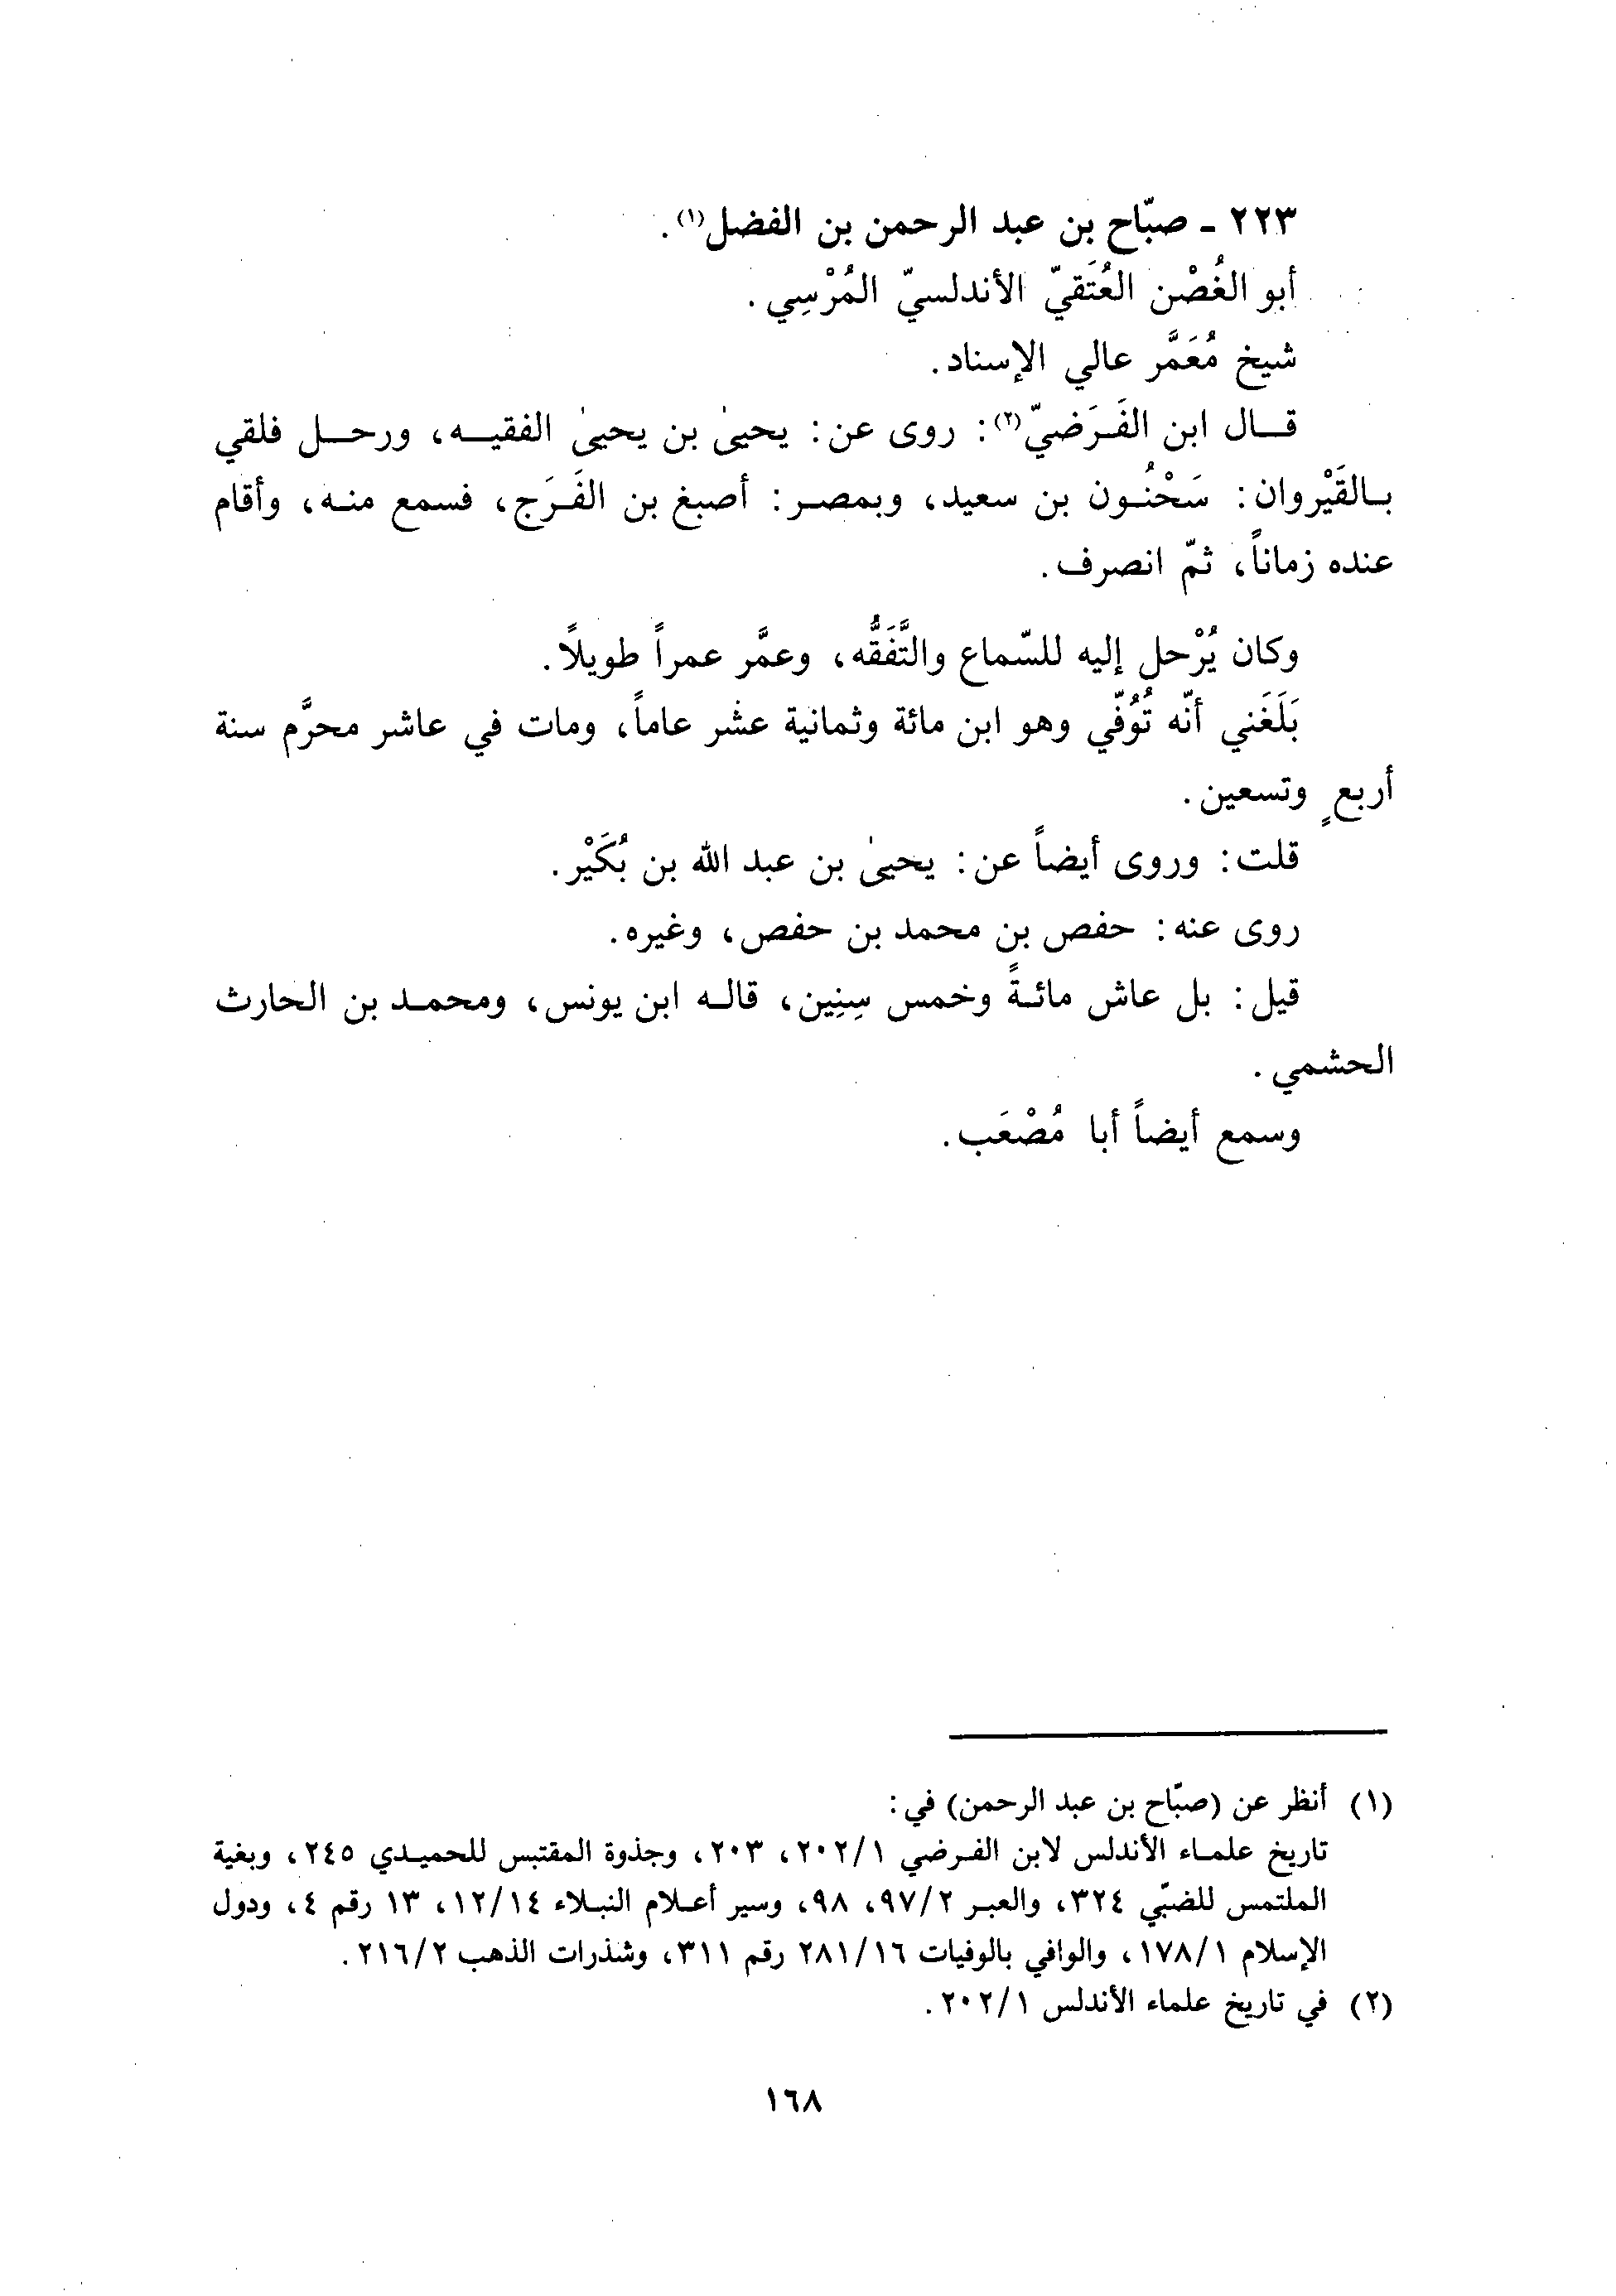 ٢٢٣ ـ صبّاح بن عبد الرحمن بن الفضل(١).
أبو الغُصْن العُتَقيّ الأندلسيّ المُرْسِي.
شيخ مُعَمَّر عالي الإسناد.
قال ابن الفَرَضيّ(٢): روى عن: يحيىٰ بن يحيىٰ الفقيه، ورحل فلقي
بالقَيْروان: سَحْنُون بن سعيد، وبمصر: أصبغ بن الفَرَج، فسمع منه، وأقام
عنده زماناً، ثمّ انصرف.
وكان يُرْحل إليه للسّماع والتَّفَقُّه، وعمَّر عمراً طويلاً.
بَلَغَني أنّه تُوُفّي وهو ابن مائة وثمانية عشر عاماً، ومات في عاشر محرَّم سنة
أربعٍ وتسعين.
قلت: وروى أيضاً عن: يحيىٰ بن عبد الله بن بُكَيْر.
روى عنه: حفص بن محمد بن حفص، وغيره.
قيل: بل عاش مائةً وخمس سِنِين، قاله ابن يونس، ومحمد بن الحارث
الحشمي.
وسمع أيضاً أبا مُصْعَب.
(١) أنظر عن (صبّاح بن عبد الرحمن) في:
تاريخ علماء الأندلس لابن الفرضي ٢٠٢/١، ٢٠٣، وجذوة المقتبس للحميدي ٢٤٥، وبغية
الملتمس للضبّي ٣٢٤، والعبر ٩٧/٢، ٩٨، وسير أعلام النبلاء ١٢/١٤، ١٣ رقم ٤، ودول
الإسلام ١٧٨/١، والوافي بالوفيات ٢٨١/١٦ رقم ٣١١، وشذرات الذهب ٢١٦/٢.
(٢) في تاريخ علماء الأندلس ٢٠٢/١.
١٦٨